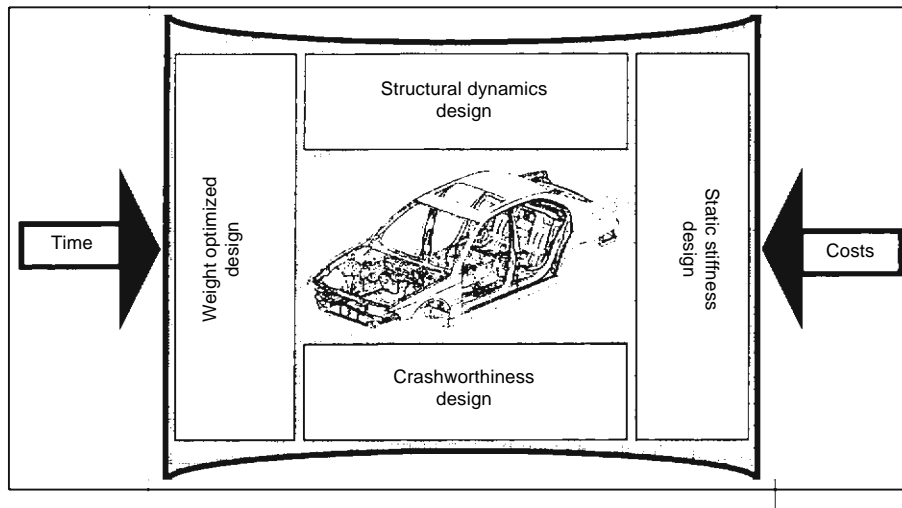 Structural dynamics
design
Time
Weight optimized
design
Static stiffness
design
Costs
Crashworthiness
design